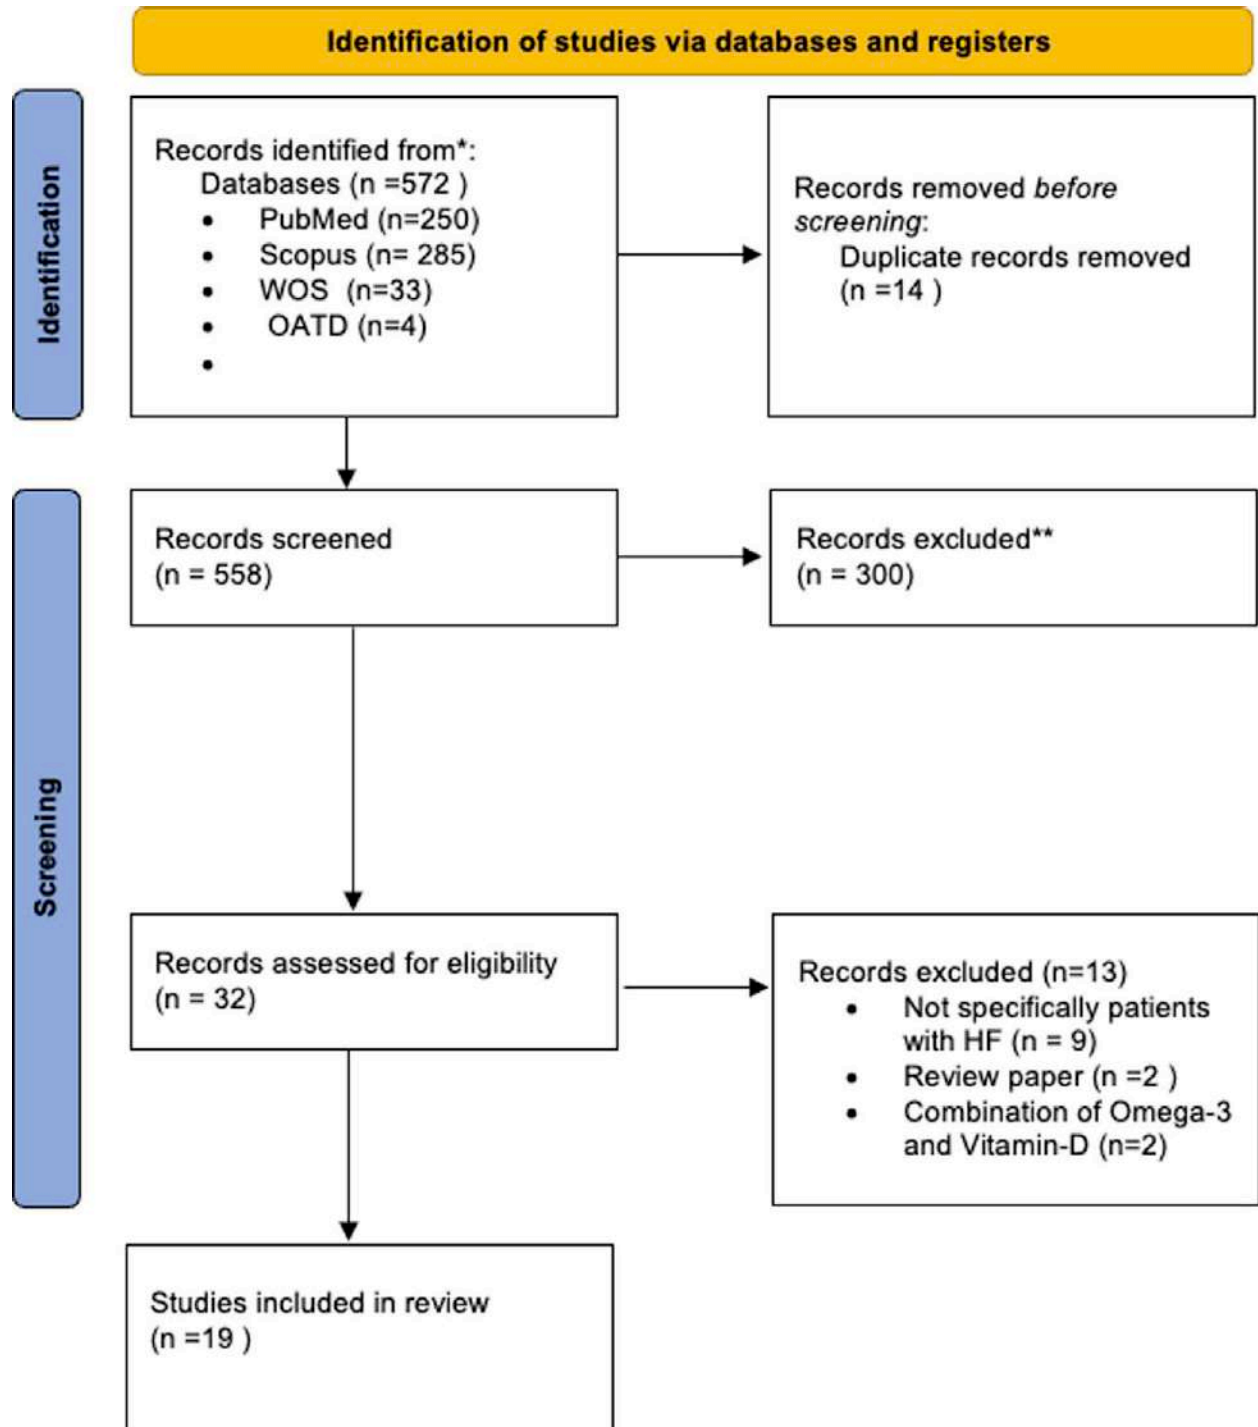 Identification of studies via databases and registers
Identification
Records identified from*:
Databases (n =572 )
• PubMed (n=250)
• Scopus (n= 285)
• WOS (n=33)
• OATD (n=4)
•
Records removed before
screening:
Duplicate records removed
(n =14 )
Screening
Records screened
(n = 558)
Records excluded**
(n = 300)
Records assessed for eligibility
(n = 32)
Records excluded (n=13)
• Not specifically patients
with HF (n = 9)
• Review paper (n =2 )
• Combination of Omega-3
and Vitamin-D (n=2)
Studies included in review
(n =19 )